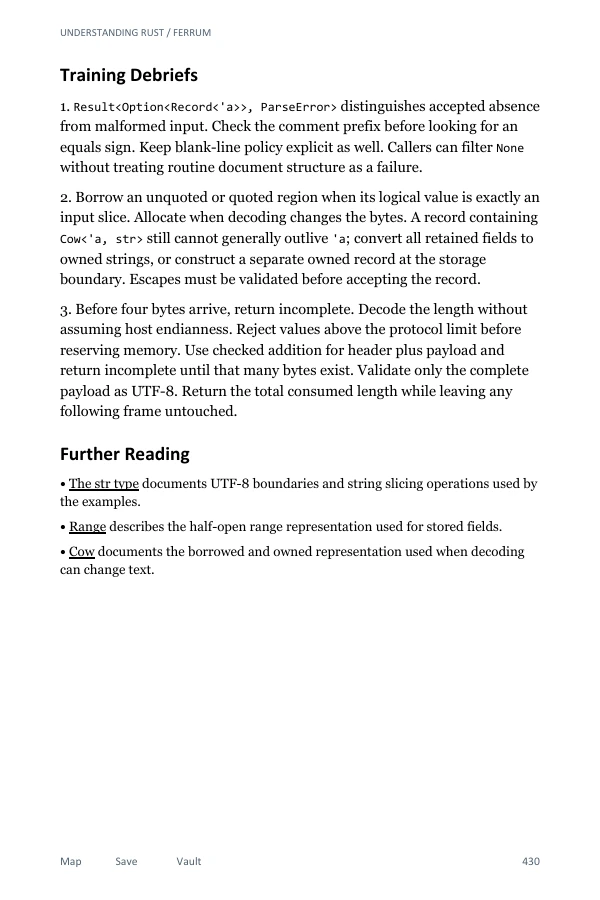 UNDERSTANDING RUST / FERRUM
Training Debriefs
1. Result<Option<Record<'a>>, ParseError> distinguishes accepted absence
from malformed input. Check the comment prefix before looking for an
equals sign. Keep blank-line policy explicit as well. Callers can filter None
without treating routine document structure as a failure.
2. Borrow an unquoted or quoted region when its logical value is exactly an
input slice. Allocate when decoding changes the bytes. A record containing
Cow<'a, str> still cannot generally outlive 'a; convert all retained fields to
owned strings, or construct a separate owned record at the storage
boundary. Escapes must be validated before accepting the record.
3. Before four bytes arrive, return incomplete. Decode the length without
assuming host endianness. Reject values above the protocol limit before
reserving memory. Use checked addition for header plus payload and
return incomplete until that many bytes exist. Validate only the complete
payload as UTF-8. Return the total consumed length while leaving any
following frame untouched.
Further Reading
• The str type documents UTF-8 boundaries and string slicing operations used by
the examples.
• Range describes the half-open range representation used for stored fields.
• Cow documents the borrowed and owned representation used when decoding
can change text.
Map Save Vault 430